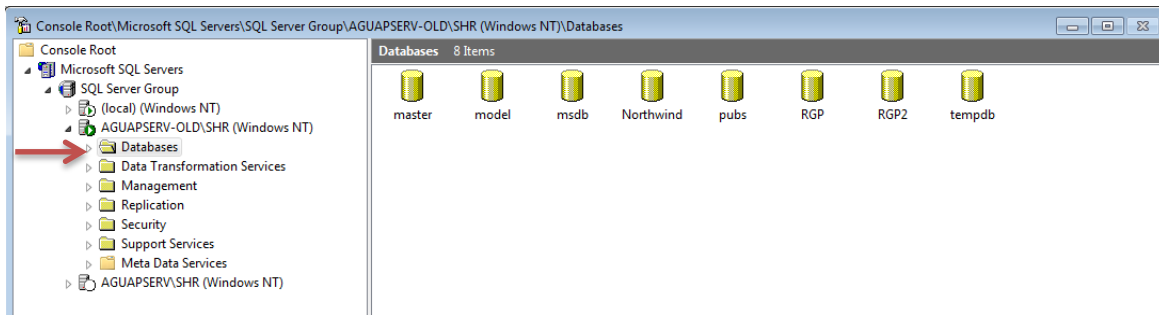 Console Root\Microsoft SQL Servers\SQL Server Group\AGUAPSERV-OLD\SHR (Windows NT)\Databases
Console Root
Microsoft SQL Servers
SQL Server Group
(local) (Windows NT)
AGUAPSERV-OLD\SHR (Windows NT)
Databases
Data Transformation Services
Management
Replication
Security
Support Services
Meta Data Services
AGUAPSERV\SHR (Windows NT)
Databases 8 Items
master model msdb Northwind pubs RGP RGP2 tempdb